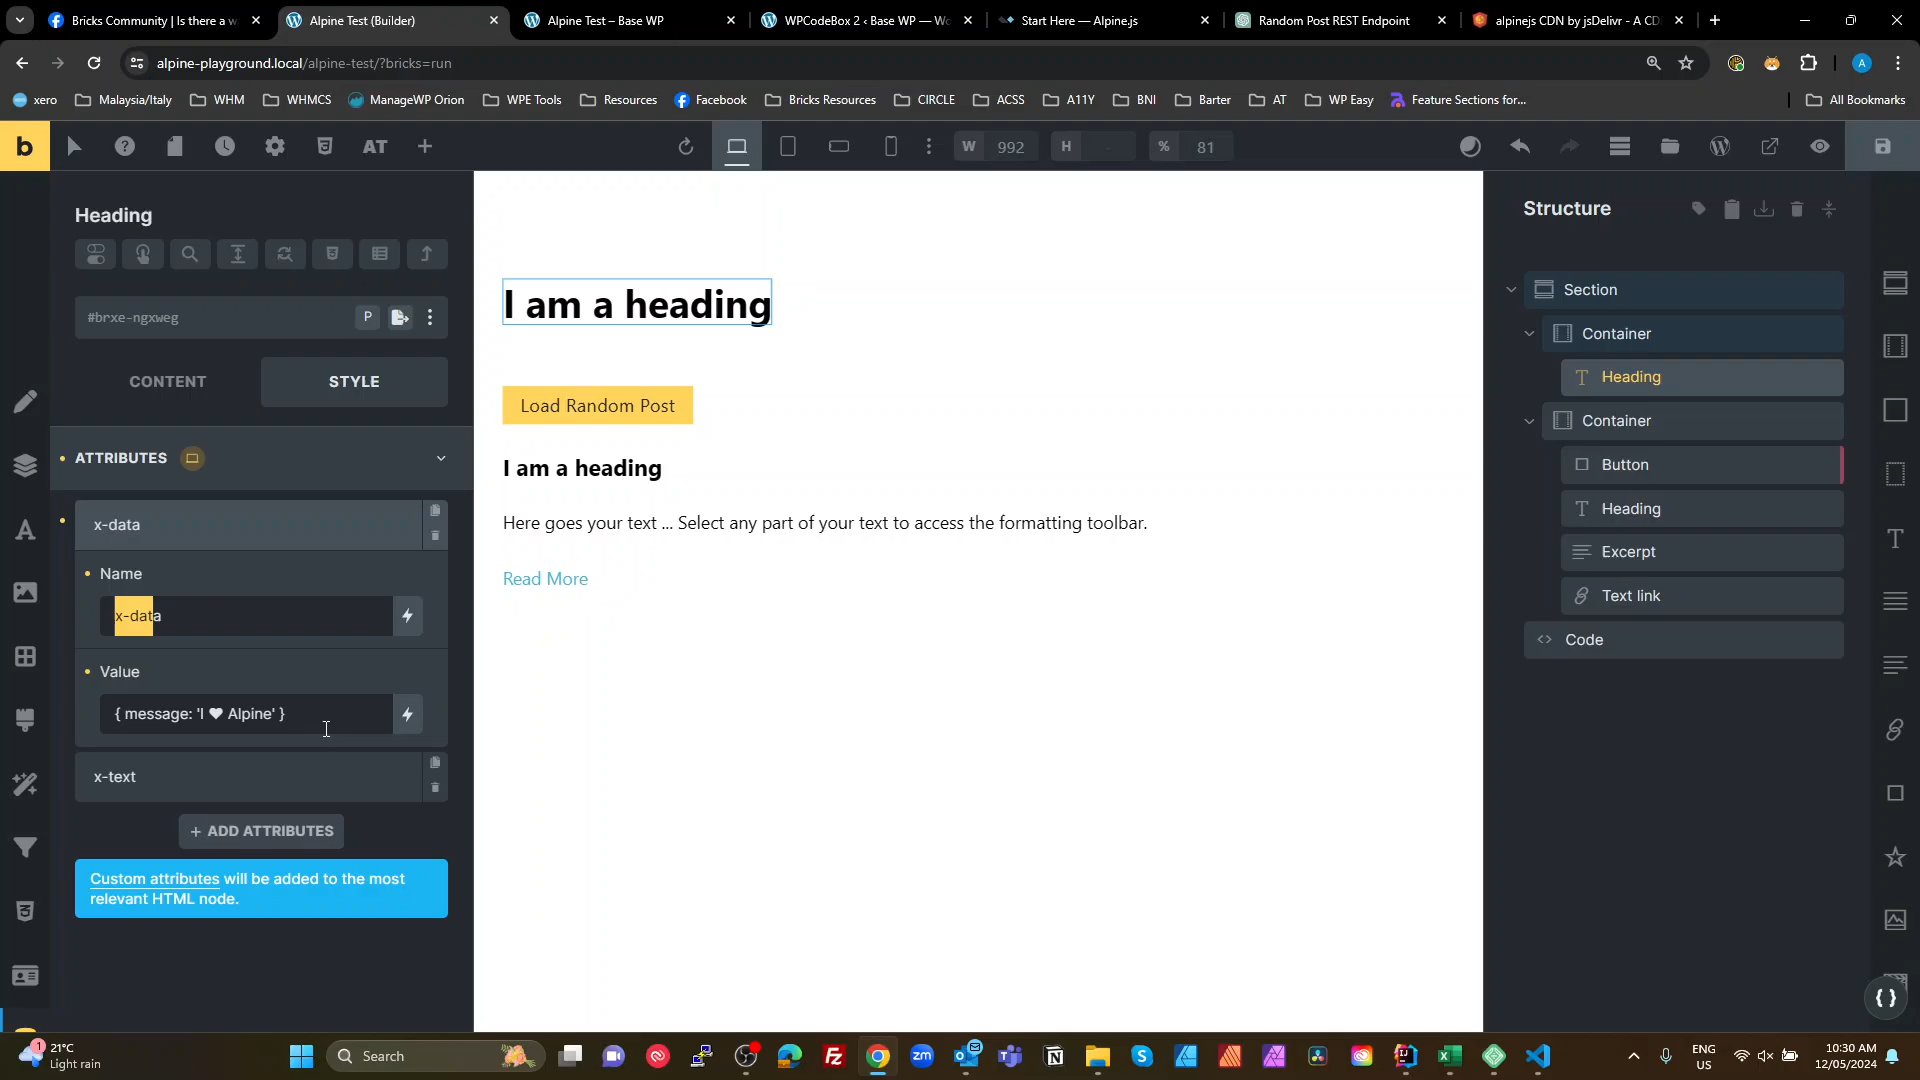 Bricks Community | Is there a w
Alpine Test (Builder)
Alpine Test – Base WP
WPCodeBox 2 ‹ Base WP — Wo
Start Here — Alpine.js
Random Post REST Endpoint
alpinejs CDN by jsDelivr - A CD
alpine-playground.local/alpine-test/?bricks=run
A
xero
Malaysia/Italy
WHM
WHMCS
ManageWP Orion
WPE Tools
Resources
Facebook
Bricks Resources
CIRCLE
ACSS
A11Y
BNI
Barter
AT
WP Easy
Feature Sections for...
All Bookmarks
b
AT
W 992
H -
% 81
Heading
#brxe-ngxweg
P
CONTENT
STYLE
ATTRIBUTES
x-data
Name
x-data
Value
{ message: 'I ❤ Alpine' }
x-text
+ ADD ATTRIBUTES
Custom attributes will be added to the most
relevant HTML node.
I am a heading
Load Random Post
I am a heading
Here goes your text ... Select any part of your text to access the formatting toolbar.
Read More
Structure
Section
Container
Heading
Container
Button
Heading
Excerpt
Text link
Code
1
21°C
Light rain
Search
ENG
US
10:30 AM
12/05/2024